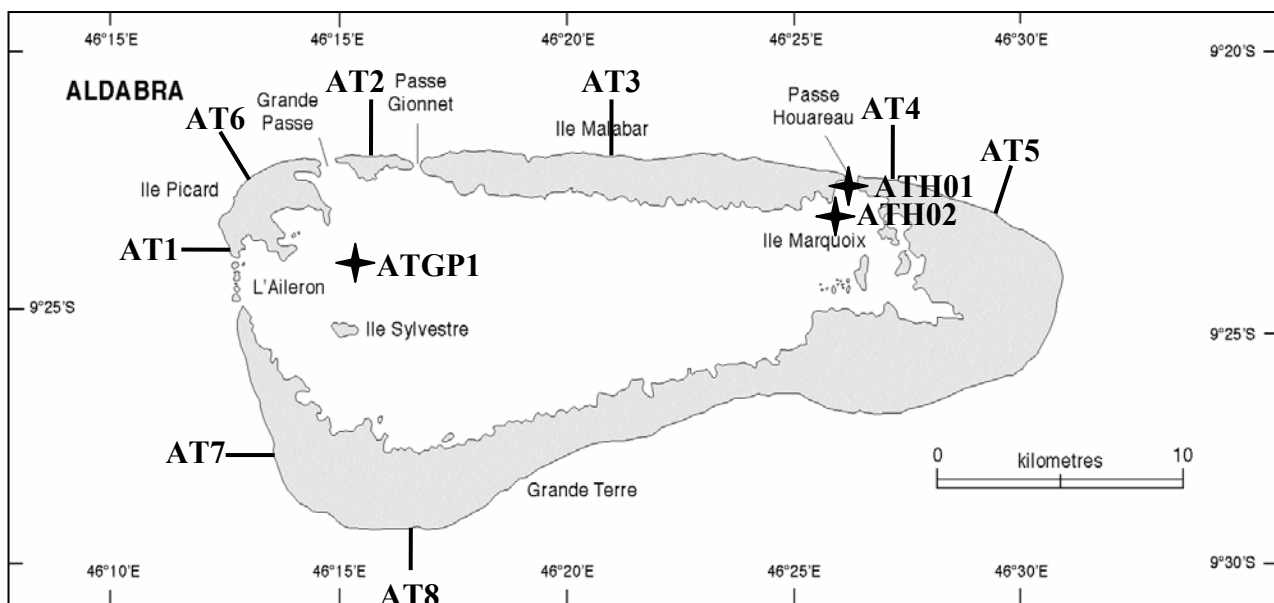 46°15'E 46°15'E 46°20'E 46°26'E 46°30'E
9°20'S
ALDABRA
AT2
Passe
Gionnet
AT3
Grande
Passe
AT6
Ile Malabar
Passe
Houareau
AT4
AT5
Ile Picard
ATH01
ATH02
Ile Marquoix
AT1
ATGP1
L'Aileron
9°25'S
Ile Sylvestre
9°25'S
AT7
0 kilometres 10
Grande Terre
46°10'E 46°15'E 46°20'E 46°25'E 46°30'E
9°30'S
AT8